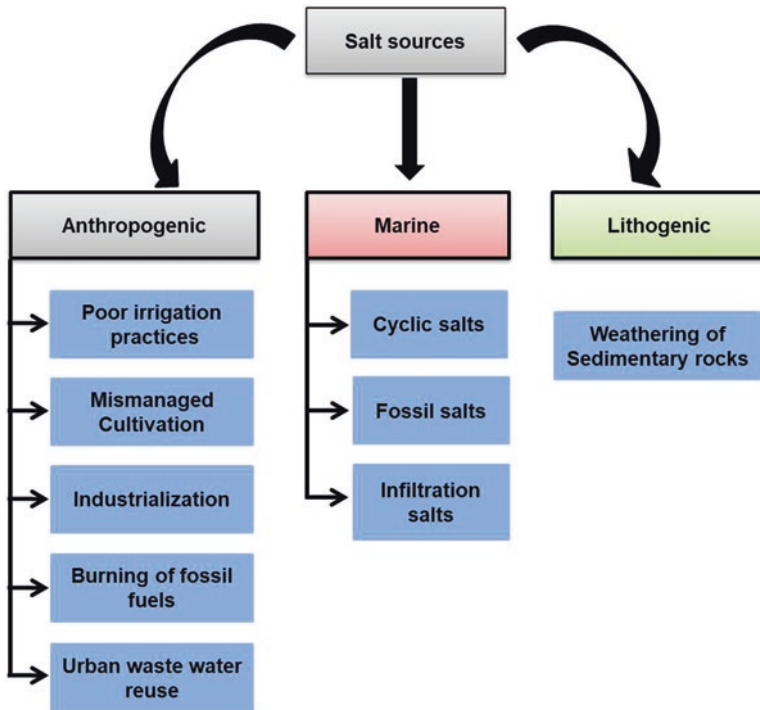 Salt sources
Anthropogenic
Poor irrigation
practices
Mismanaged
Cultivation
Industrialization
Burning of fossil
fuels
Urban waste water
reuse
Marine
Cyclic salts
Fossil salts
Infiltration
salts
Lithogenic
Weathering of
Sedimentary rocks